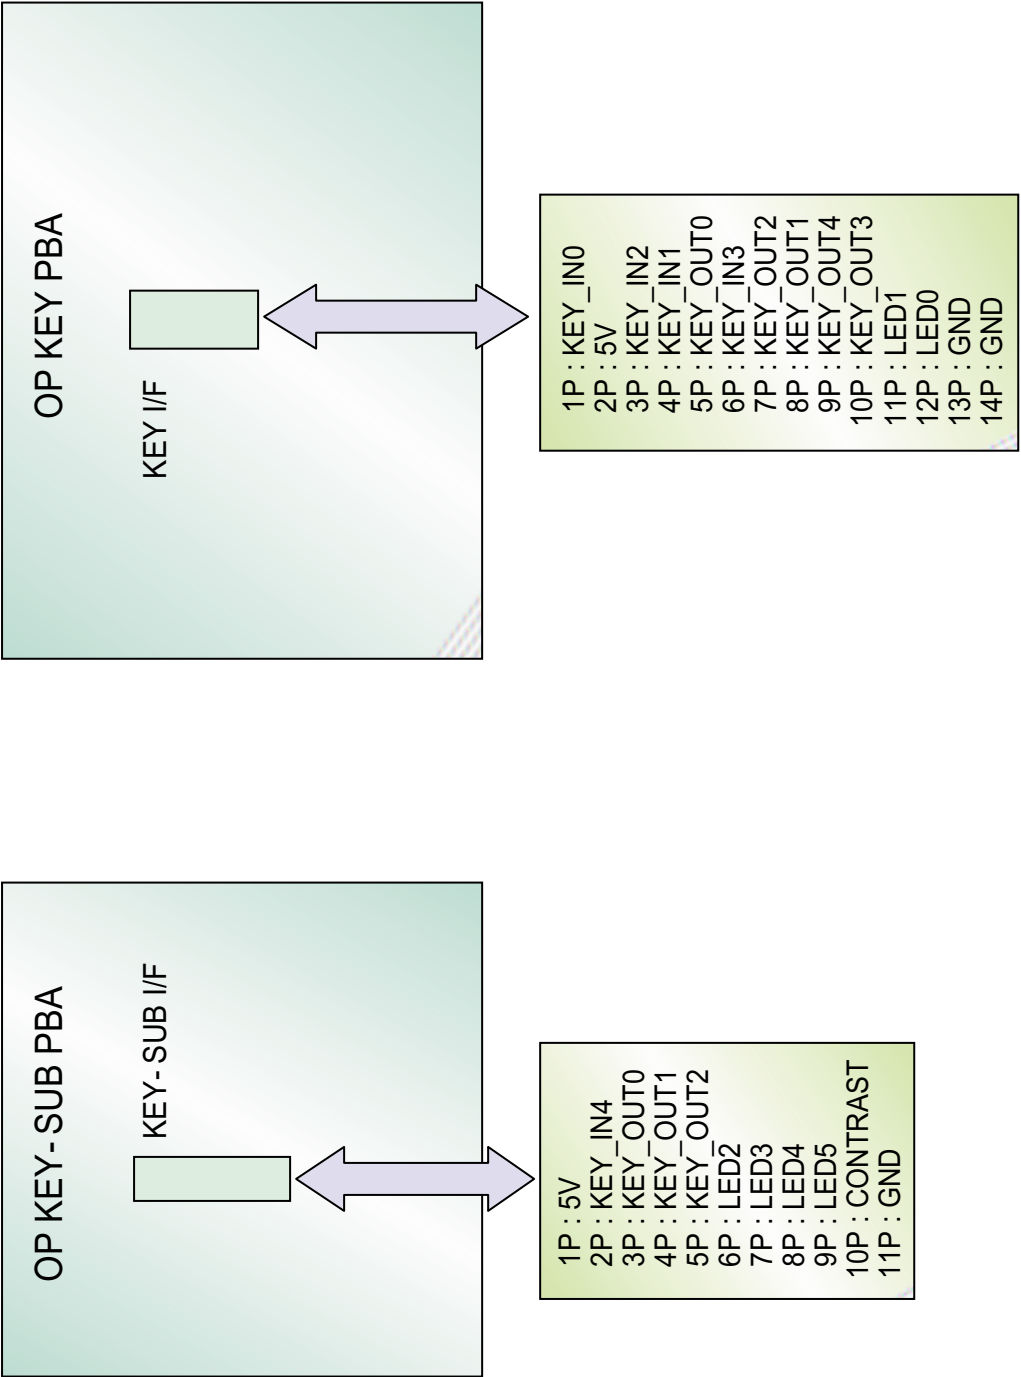 OP KEY-SUB PBA
KEY-SUB I/F
1P : 5V
2P : KEY_IN4
3P : KEY_OUT0
4P : KEY_OUT1
5P : KEY_OUT2
6P : LED2
7P : LED3
8P : LED4
9P : LED5
10P : CONTRAST
11P : GND
OP KEY PBA
KEY I/F
1P : KEY_IN0
2P : 5V
3P : KEY_IN2
4P : KEY_IN1
5P : KEY_OUT0
6P : KEY_IN3
7P : KEY_OUT2
8P : KEY_OUT1
9P : KEY_OUT4
10P : KEY_OUT3
11P : LED1
12P : LED0
13P : GND
14P : GND